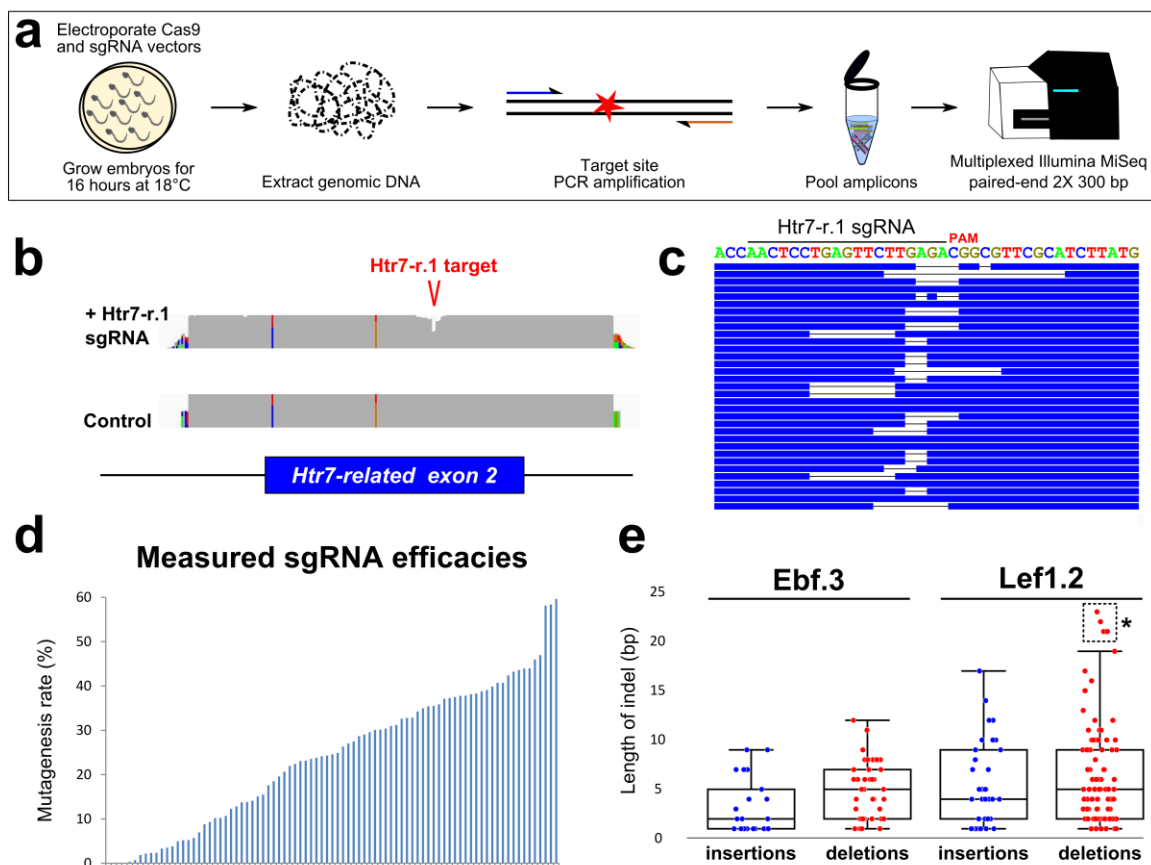 a
Electroporate Cas9
and sgRNA vectors
Grow embryos for
16 hours at 18°C
Extract genomic DNA
Target site
PCR amplification
Pool amplicons
Multiplexed Illumina MiSeq
paired-end 2X 300 bp
b
Htr7-r.1 target
+ Htr7-r.1
sgRNA
Control
Htr7-related exon 2
c
Htr7-r.1 sgRNA
PAM
ACCAACTCCTGAGTTCTTGAGACGGCGTTCGCATCTTATG
d
Measured sgRNA efficacies
Mutagenesis rate (%)
60
50
40
30
20
10
0
e
Ebf.3
Lef1.2
Length of indel (bp)
25
20
15
10
5
0
*
insertions
deletions
insertions
deletions